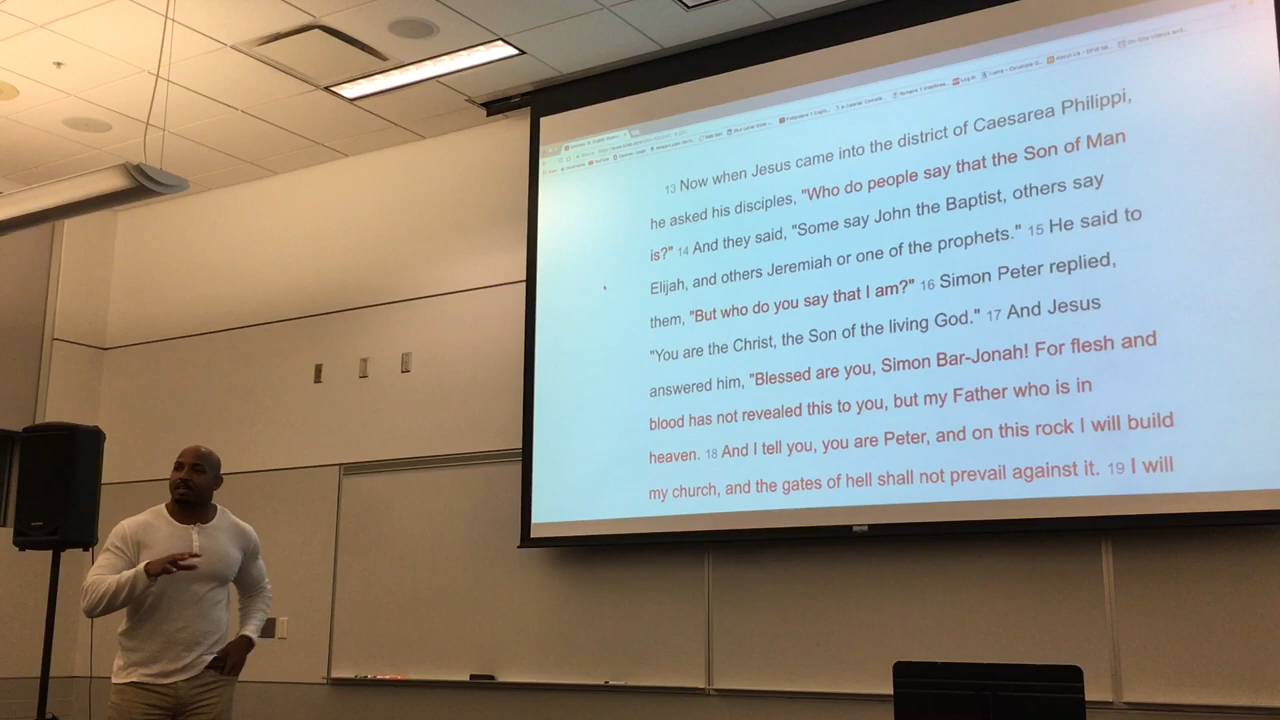 YouTube
13 Now when Jesus came into the district of Caesarea Philippi,
he asked his disciples, "Who do people say that the Son of Man
is?" 14 And they said, "Some say John the Baptist, others say
Elijah, and others Jeremiah or one of the prophets." 15 He said to
them, "But who do you say that I am?" 16 Simon Peter replied,
"You are the Christ, the Son of the living God." 17 And Jesus
answered him, "Blessed are you, Simon Bar-Jonah! For flesh and
blood has not revealed this to you, but my Father who is in
heaven. 18 And I tell you, you are Peter, and on this rock I will build
my church, and the gates of hell shall not prevail against it. 19 I will